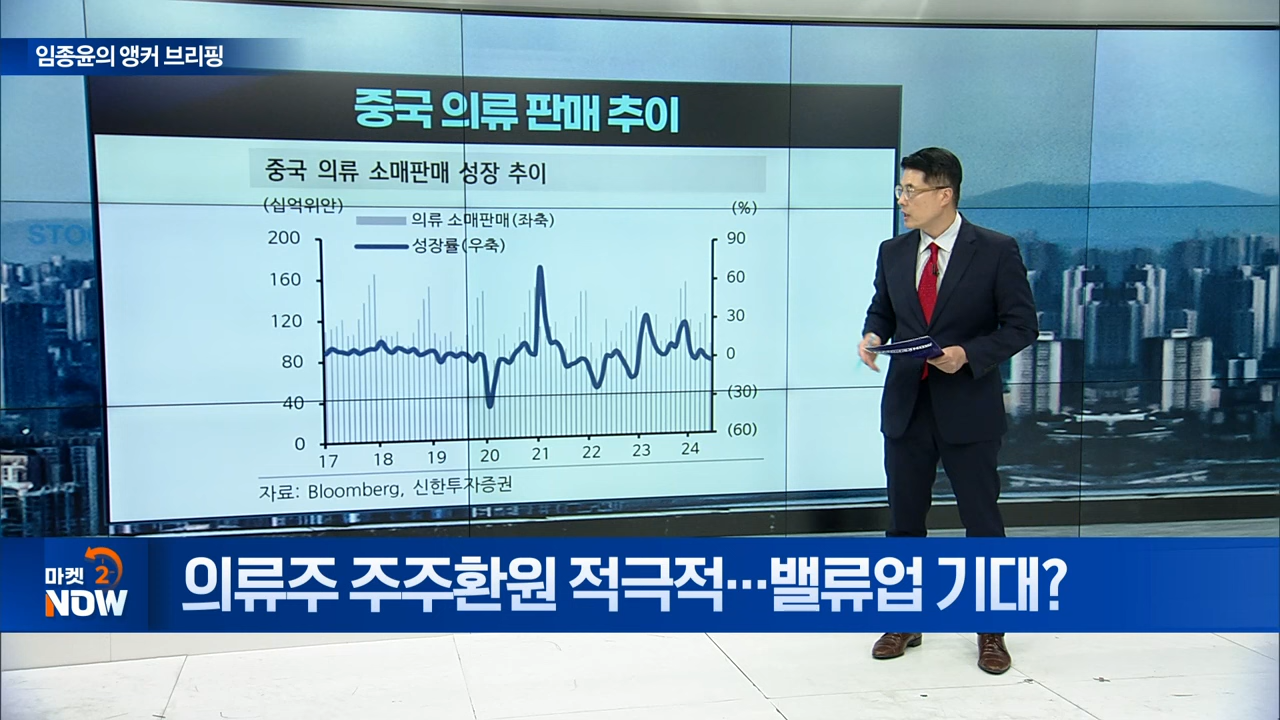 임종윤의 앵커 브리핑
중국 의류 판매 추이
중국 의류 소매판매 성장 추이
(십억위안)
(%)
의류 소매판매(좌축)
성장률(우축)
200
160
120
80
40
0
90
60
30
0
(30)
(60)
17 18 19 20 21 22 23 24
자료: Bloomberg, 신한투자증권
마켓 2
NOW
의류주 주주환원 적극적…밸류업 기대?